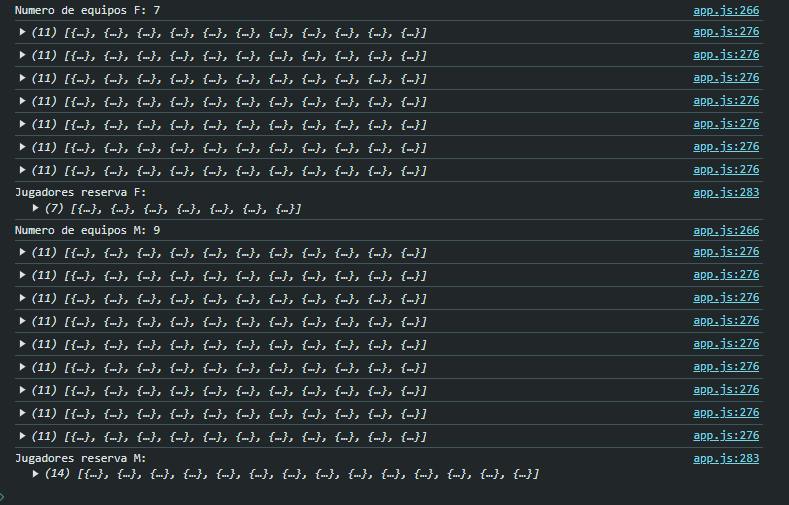 Numero de equipos F: 7 app.js:266
▶ (11) [{…}, {…}, {…}, {…}, {…}, {…}, {…}, {…}, {…}, {…}, {…}] app.js:276
▶ (11) [{…}, {…}, {…}, {…}, {…}, {…}, {…}, {…}, {…}, {…}, {…}] app.js:276
▶ (11) [{…}, {…}, {…}, {…}, {…}, {…}, {…}, {…}, {…}, {…}, {…}] app.js:276
▶ (11) [{…}, {…}, {…}, {…}, {…}, {…}, {…}, {…}, {…}, {…}, {…}] app.js:276
▶ (11) [{…}, {…}, {…}, {…}, {…}, {…}, {…}, {…}, {…}, {…}, {…}] app.js:276
▶ (11) [{…}, {…}, {…}, {…}, {…}, {…}, {…}, {…}, {…}, {…}, {…}] app.js:276
▶ (11) [{…}, {…}, {…}, {…}, {…}, {…}, {…}, {…}, {…}, {…}, {…}] app.js:276
Jugadores reserva F: app.js:283
▶ (7) [{…}, {…}, {…}, {…}, {…}, {…}, {…}]
Numero de equipos M: 9 app.js:266
▶ (11) [{…}, {…}, {…}, {…}, {…}, {…}, {…}, {…}, {…}, {…}, {…}] app.js:276
▶ (11) [{…}, {…}, {…}, {…}, {…}, {…}, {…}, {…}, {…}, {…}, {…}] app.js:276
▶ (11) [{…}, {…}, {…}, {…}, {…}, {…}, {…}, {…}, {…}, {…}, {…}] app.js:276
▶ (11) [{…}, {…}, {…}, {…}, {…}, {…}, {…}, {…}, {…}, {…}, {…}] app.js:276
▶ (11) [{…}, {…}, {…}, {…}, {…}, {…}, {…}, {…}, {…}, {…}, {…}] app.js:276
▶ (11) [{…}, {…}, {…}, {…}, {…}, {…}, {…}, {…}, {…}, {…}, {…}] app.js:276
▶ (11) [{…}, {…}, {…}, {…}, {…}, {…}, {…}, {…}, {…}, {…}, {…}] app.js:276
▶ (11) [{…}, {…}, {…}, {…}, {…}, {…}, {…}, {…}, {…}, {…}, {…}] app.js:276
▶ (11) [{…}, {…}, {…}, {…}, {…}, {…}, {…}, {…}, {…}, {…}, {…}] app.js:276
Jugadores reserva M: app.js:283
▶ (14) [{…}, {…}, {…}, {…}, {…}, {…}, {…}, {…}, {…}, {…}, {…}, {…}, {…}, {…}]